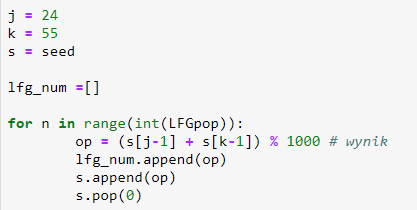 j = 24
k = 55
s = seed

lfg_num =[]

for n in range(int(LFGpop)):
        op = (s[j-1] + s[k-1]) % 1000 # wynik
        lfg_num.append(op)
        s.append(op)
        s.pop(0)